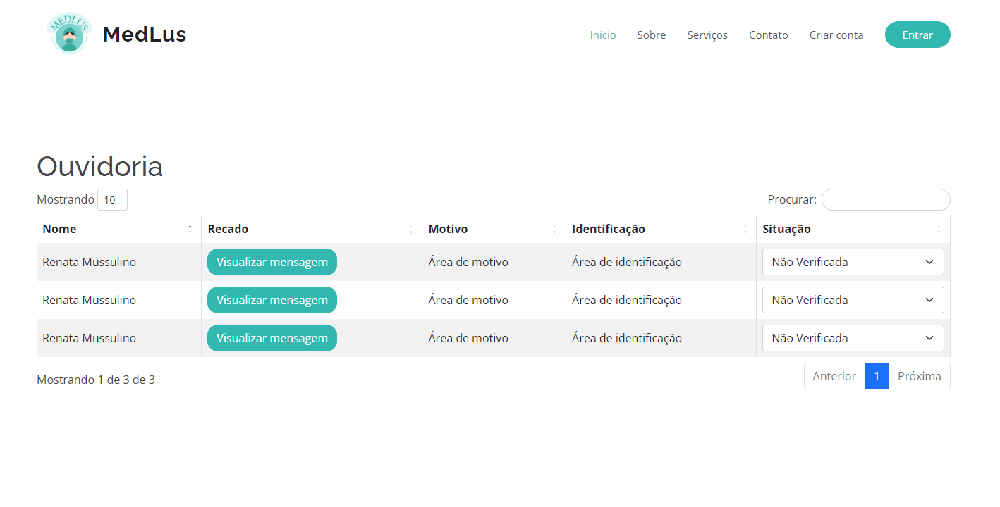 MEDLUS
MedLus
Início Sobre Serviços Contato Criar conta Entrar
Ouvidoria
Mostrando 10 Procurar:
Nome Recado Motivo Identificação Situação
Renata Mussulino Visualizar mensagem Área de motivo Área de identificação Não Verificada
Renata Mussulino Visualizar mensagem Área de motivo Área de identificação Não Verificada
Renata Mussulino Visualizar mensagem Área de motivo Área de identificação Não Verificada
Mostrando 1 de 3 de 3 Anterior 1 Próxima